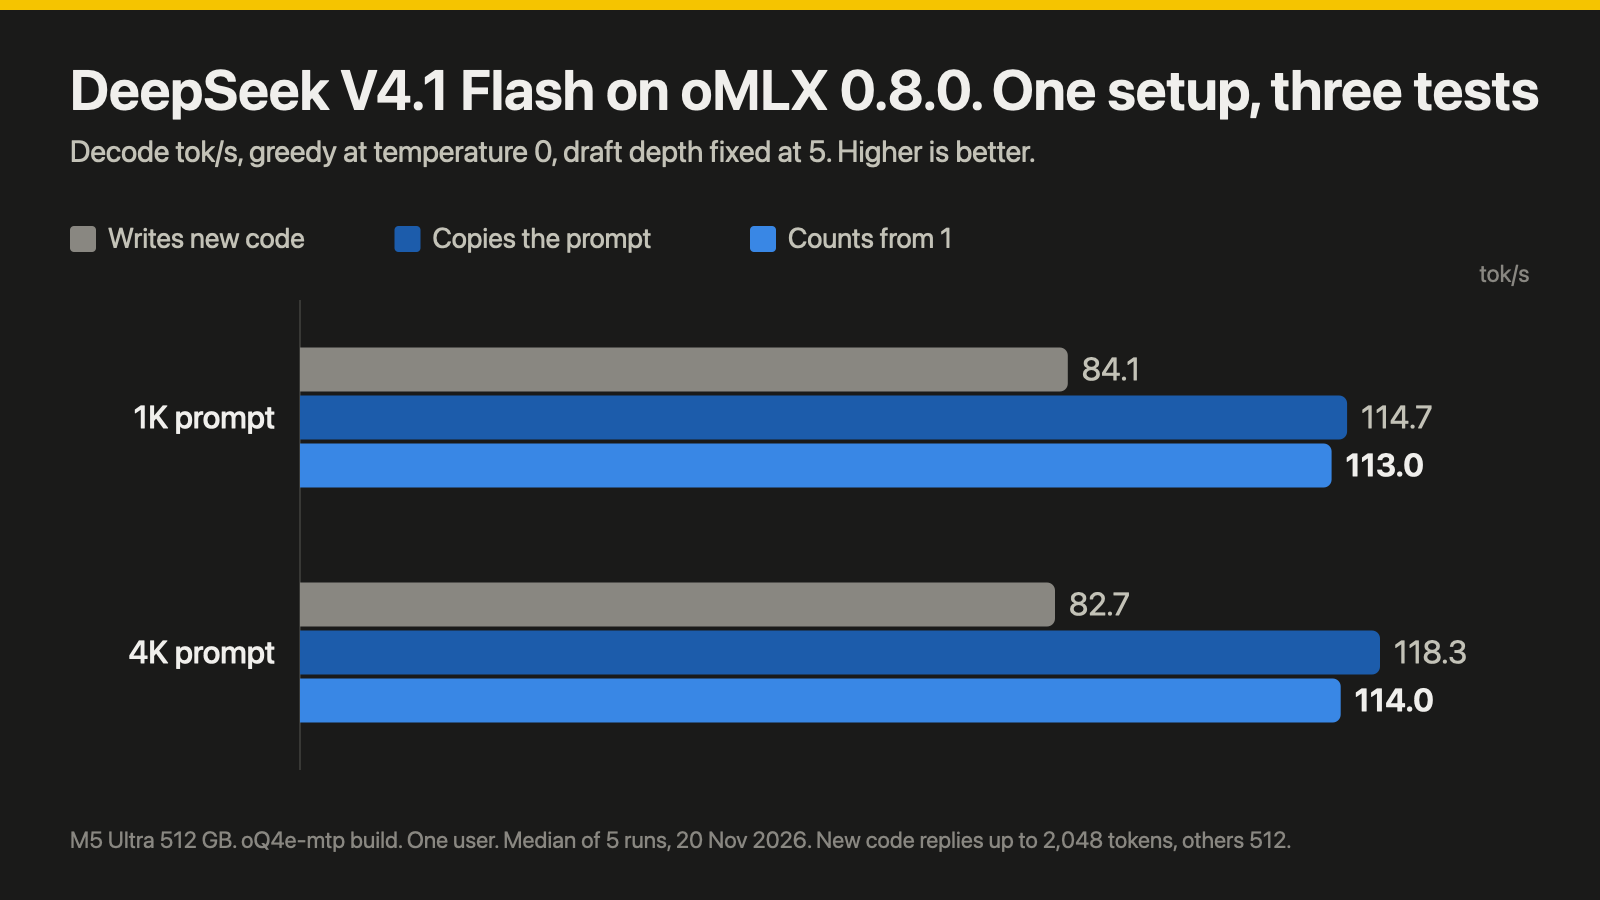 DeepSeek V4.1 Flash on oMLX 0.8.0. One setup, three tests
Decode tok/s, greedy at temperature 0, draft depth fixed at 5. Higher is better.
Writes new code
Copies the prompt
Counts from 1
tok/s
84.1
1K prompt
114.7
113.0
82.7
4K prompt
118.3
114.0
M5 Ultra 512 GB. oQ4e-mtp build. One user. Median of 5 runs, 20 Nov 2026. New code replies up to 2,048 tokens, others 512.